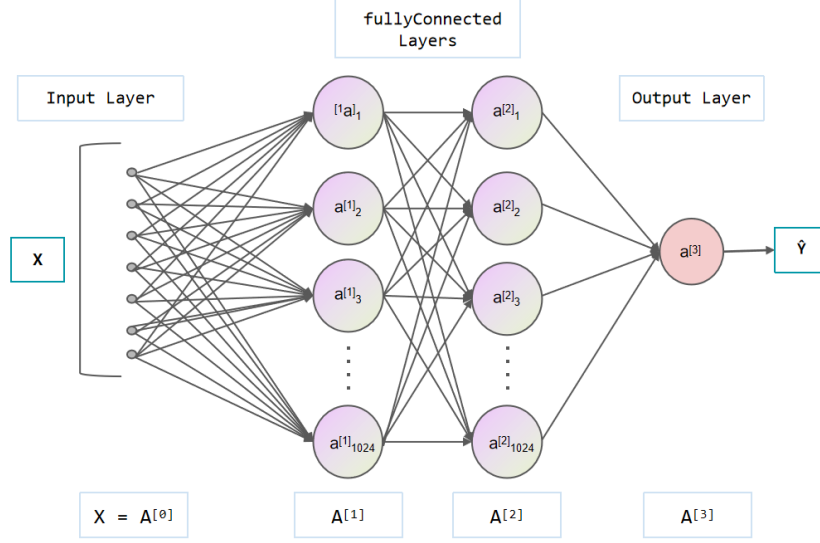 fullyConnected
Layers
Input Layer
Output Layer
[1a]1
a[2]1
a[1]2
a[2]2
X
a[3]
Ŷ
a[1]3
a[2]3
a[1]1024
a[2]1024
X = A[0]
A[1]
A[2]
A[3]